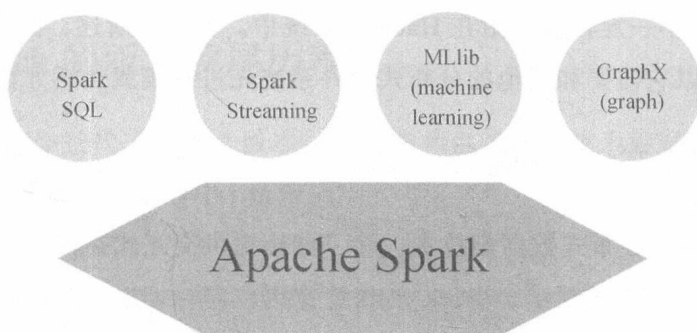 Spark
SQL
Spark
Streaming
MLlib
(machine
learning)
GraphX
(graph)
Apache Spark